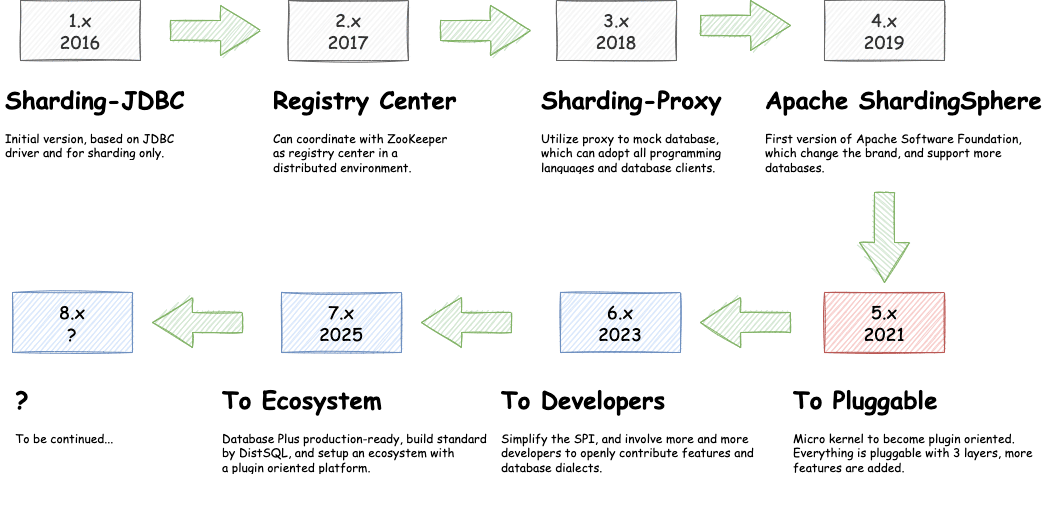 1.x
2016
2.x
2017
3.x
2018
4.x
2019
Sharding-JDBC
Initial version, based on JDBC
driver and for sharding only.
Registry Center
Can coordinate with ZooKeeper
as registry center in a
distributed environment.
Sharding-Proxy
Utilize proxy to mock database,
which can adopt all programming
languages and database clients.
Apache ShardingSphere
First version of Apache Software Foundation,
which change the brand, and support more
databases.
8.x
?
7.x
2025
6.x
2023
5.x
2021
?
To be continued...
To Ecosystem
Database Plus production-ready, build standard
by DistSQL, and setup an ecosystem with
a plugin oriented platform.
To Developers
Simplify the SPI, and involve more and more
developers to openly contribute features and
database dialects.
To Pluggable
Micro kernel to become plugin oriented.
Everything is pluggable with 3 layers, more
features are added.